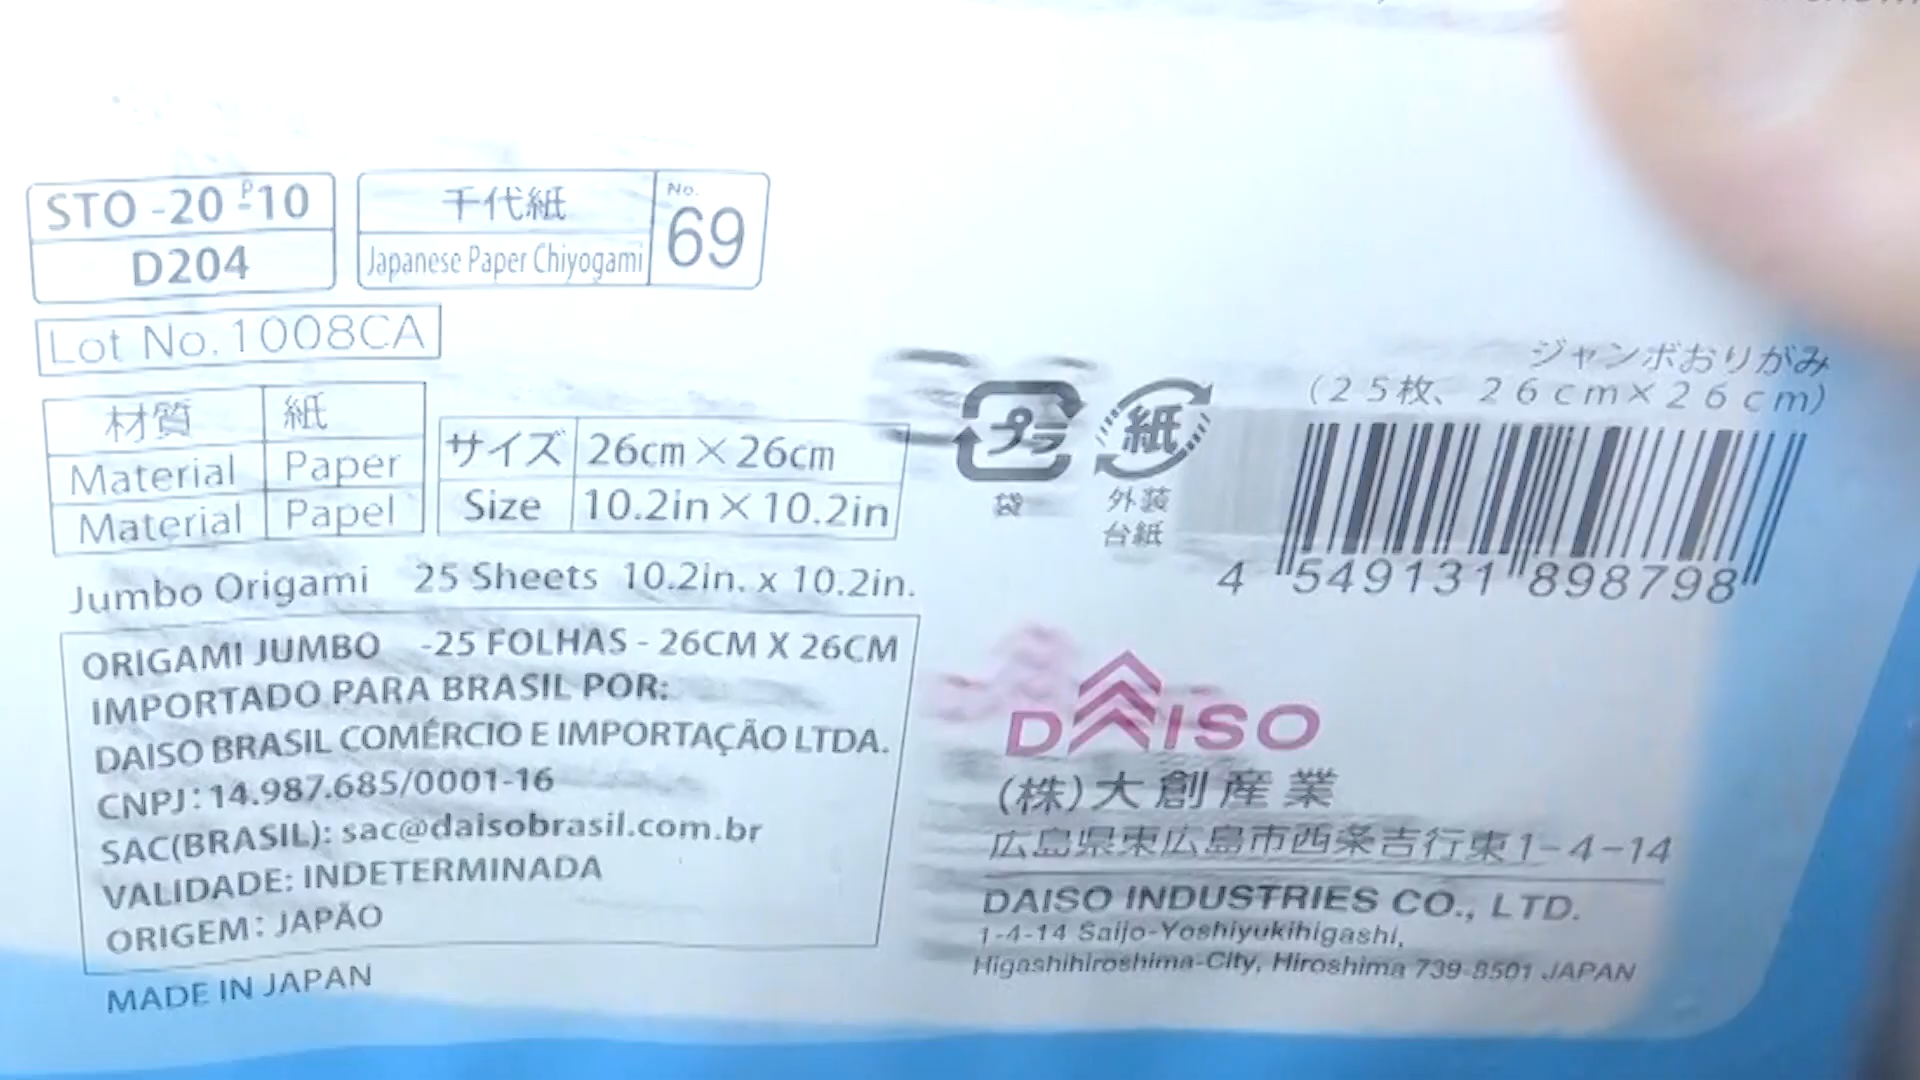 STO -20 P-10
D204
千代紙
Japanese Paper Chiyogami
No.
69
Lot No.1008CA
材質 紙
Material Paper
Material Papel
サイズ 26cm×26cm
Size 10.2in×10.2in
Jumbo Origami 25 Sheets 10.2in. x 10.2in.
ORIGAMI JUMBO -25 FOLHAS - 26CM X 26CM
IMPORTADO PARA BRASIL POR:
DAISO BRASIL COMÉRCIO E IMPORTAÇÃO LTDA.
CNPJ: 14.987.685/0001-16
SAC(BRASIL): sac@daisobrasil.com.br
VALIDADE: INDETERMINADA
ORIGEM: JAPÃO
MADE IN JAPAN
プラ
袋
紙
外装
台紙
ジャンボおりがみ
(25枚、26cm×26cm)
4 549131 898798
DAISO
(株)大創産業
広島県東広島市西条吉行東1-4-14
DAISO INDUSTRIES CO., LTD.
1-4-14 Saijo-Yoshiyukihigashi,
Higashihiroshima-City, Hiroshima 739-8501 JAPAN